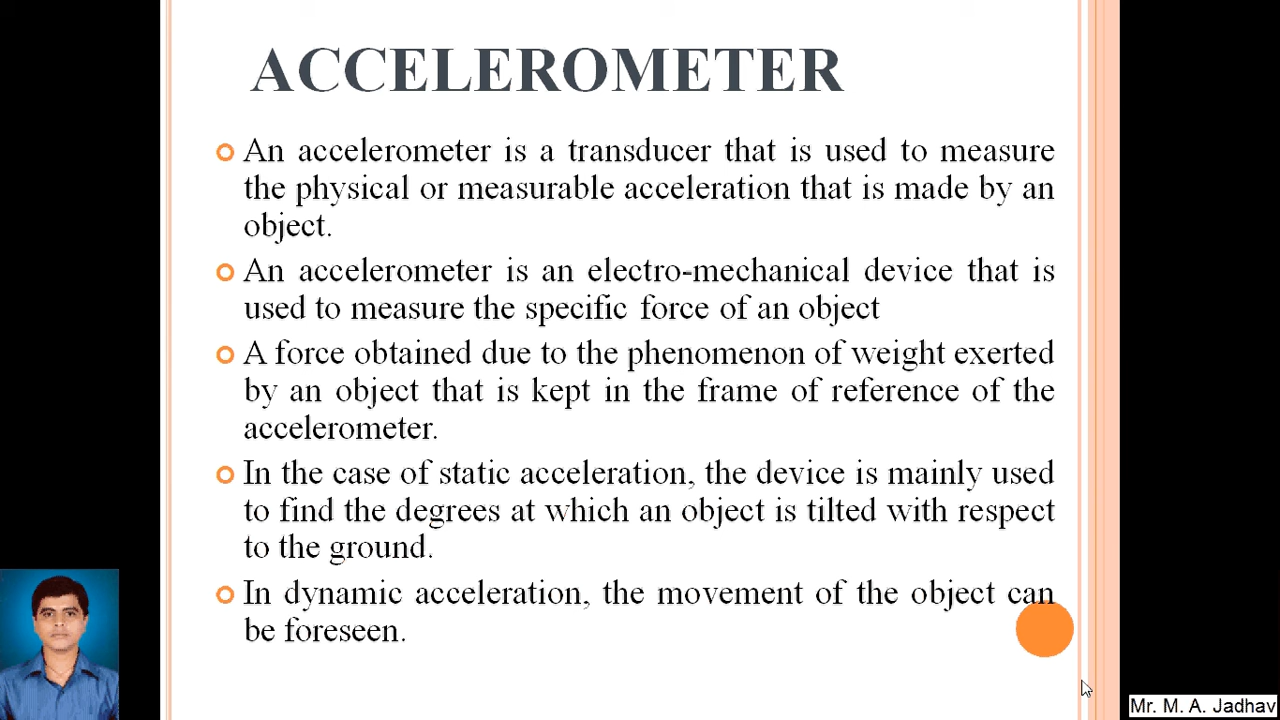 ACCELEROMETER
An accelerometer is a transducer that is used to measure
the physical or measurable acceleration that is made by an
object.
An accelerometer is an electro-mechanical device that is
used to measure the specific force of an object
A force obtained due to the phenomenon of weight exerted
by an object that is kept in the frame of reference of the
accelerometer.
In the case of static acceleration, the device is mainly used
to find the degrees at which an object is tilted with respect
to the ground.
In dynamic acceleration, the movement of the object can
be foreseen.
Mr. M. A. Jadhav